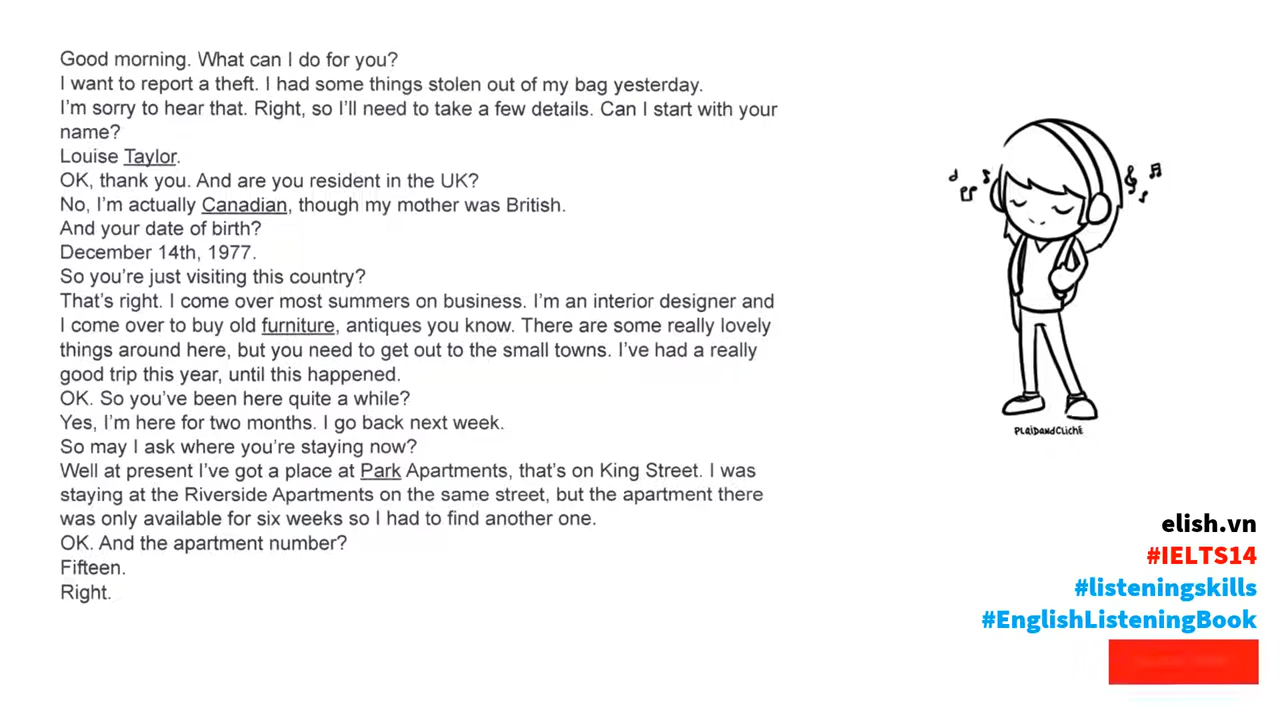 Good morning. What can I do for you?
I want to report a theft. I had some things stolen out of my bag yesterday.
I'm sorry to hear that. Right, so I'll need to take a few details. Can I start with your
name?
Louise Taylor.
OK, thank you. And are you resident in the UK?
No, I'm actually Canadian, though my mother was British.
And your date of birth?
December 14th, 1977.
So you're just visiting this country?
That's right. I come over most summers on business. I'm an interior designer and
I come over to buy old furniture, antiques you know. There are some really lovely
things around here, but you need to get out to the small towns. I've had a really
good trip this year, until this happened.
OK. So you've been here quite a while?
Yes, I'm here for two months. I go back next week.
So may I ask where you're staying now?
Well at present I've got a place at Park Apartments, that's on King Street. I was
staying at the Riverside Apartments on the same street, but the apartment there
was only available for six weeks so I had to find another one.
OK. And the apartment number?
Fifteen.
Right.
PLAIDANDCLICHE
elish.vn
#IELTS14
#listeningskills
#EnglishListeningBook